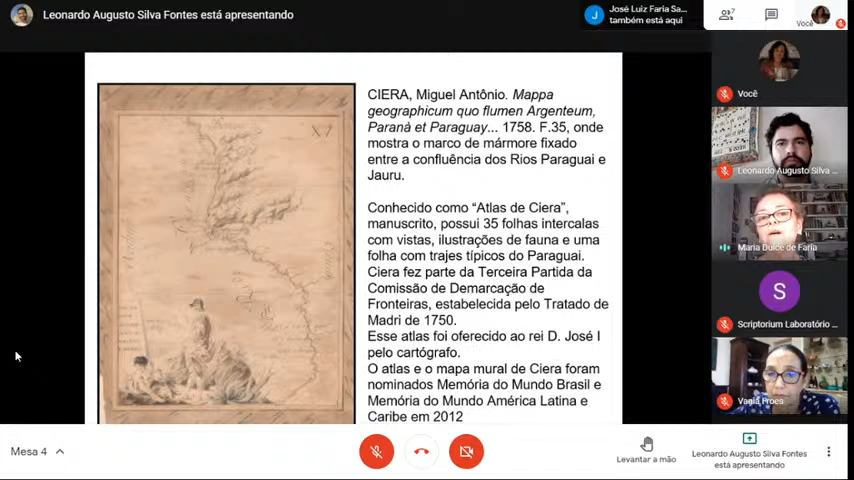 Leonardo Augusto Silva Fontes está apresentando
José Luiz Faria Sa...
também está aqui
J
7
Você
Você
XV
CIERA, Miguel Antônio. Mappa
geographicum quo flumen Argenteum,
Paranà et Paraguay... 1758. F.35, onde
mostra o marco de mármore fixado
entre a confluência dos Rios Paraguai e
Jauru.
Conhecido como “Atlas de Ciera”,
manuscrito, possui 35 folhas intercalas
com vistas, ilustrações de fauna e uma
folha com trajes típicos do Paraguai.
Ciera fez parte da Terceira Partida da
Comissão de Demarcação de
Fronteiras, estabelecida pelo Tratado de
Madri de 1750.
Esse atlas foi oferecido ao rei D. José I
pelo cartógrafo.
O atlas e o mapa mural de Ciera foram
nominados Memória do Mundo Brasil e
Memória do Mundo América Latina e
Caribe em 2012
Leonardo Augusto Silva ...
Maria Dulce de Faria
S
Scriptorium Laboratório ...
Vania Froes
Mesa 4
Levantar a mão
Leonardo Augusto Silva Fontes
está apresentando